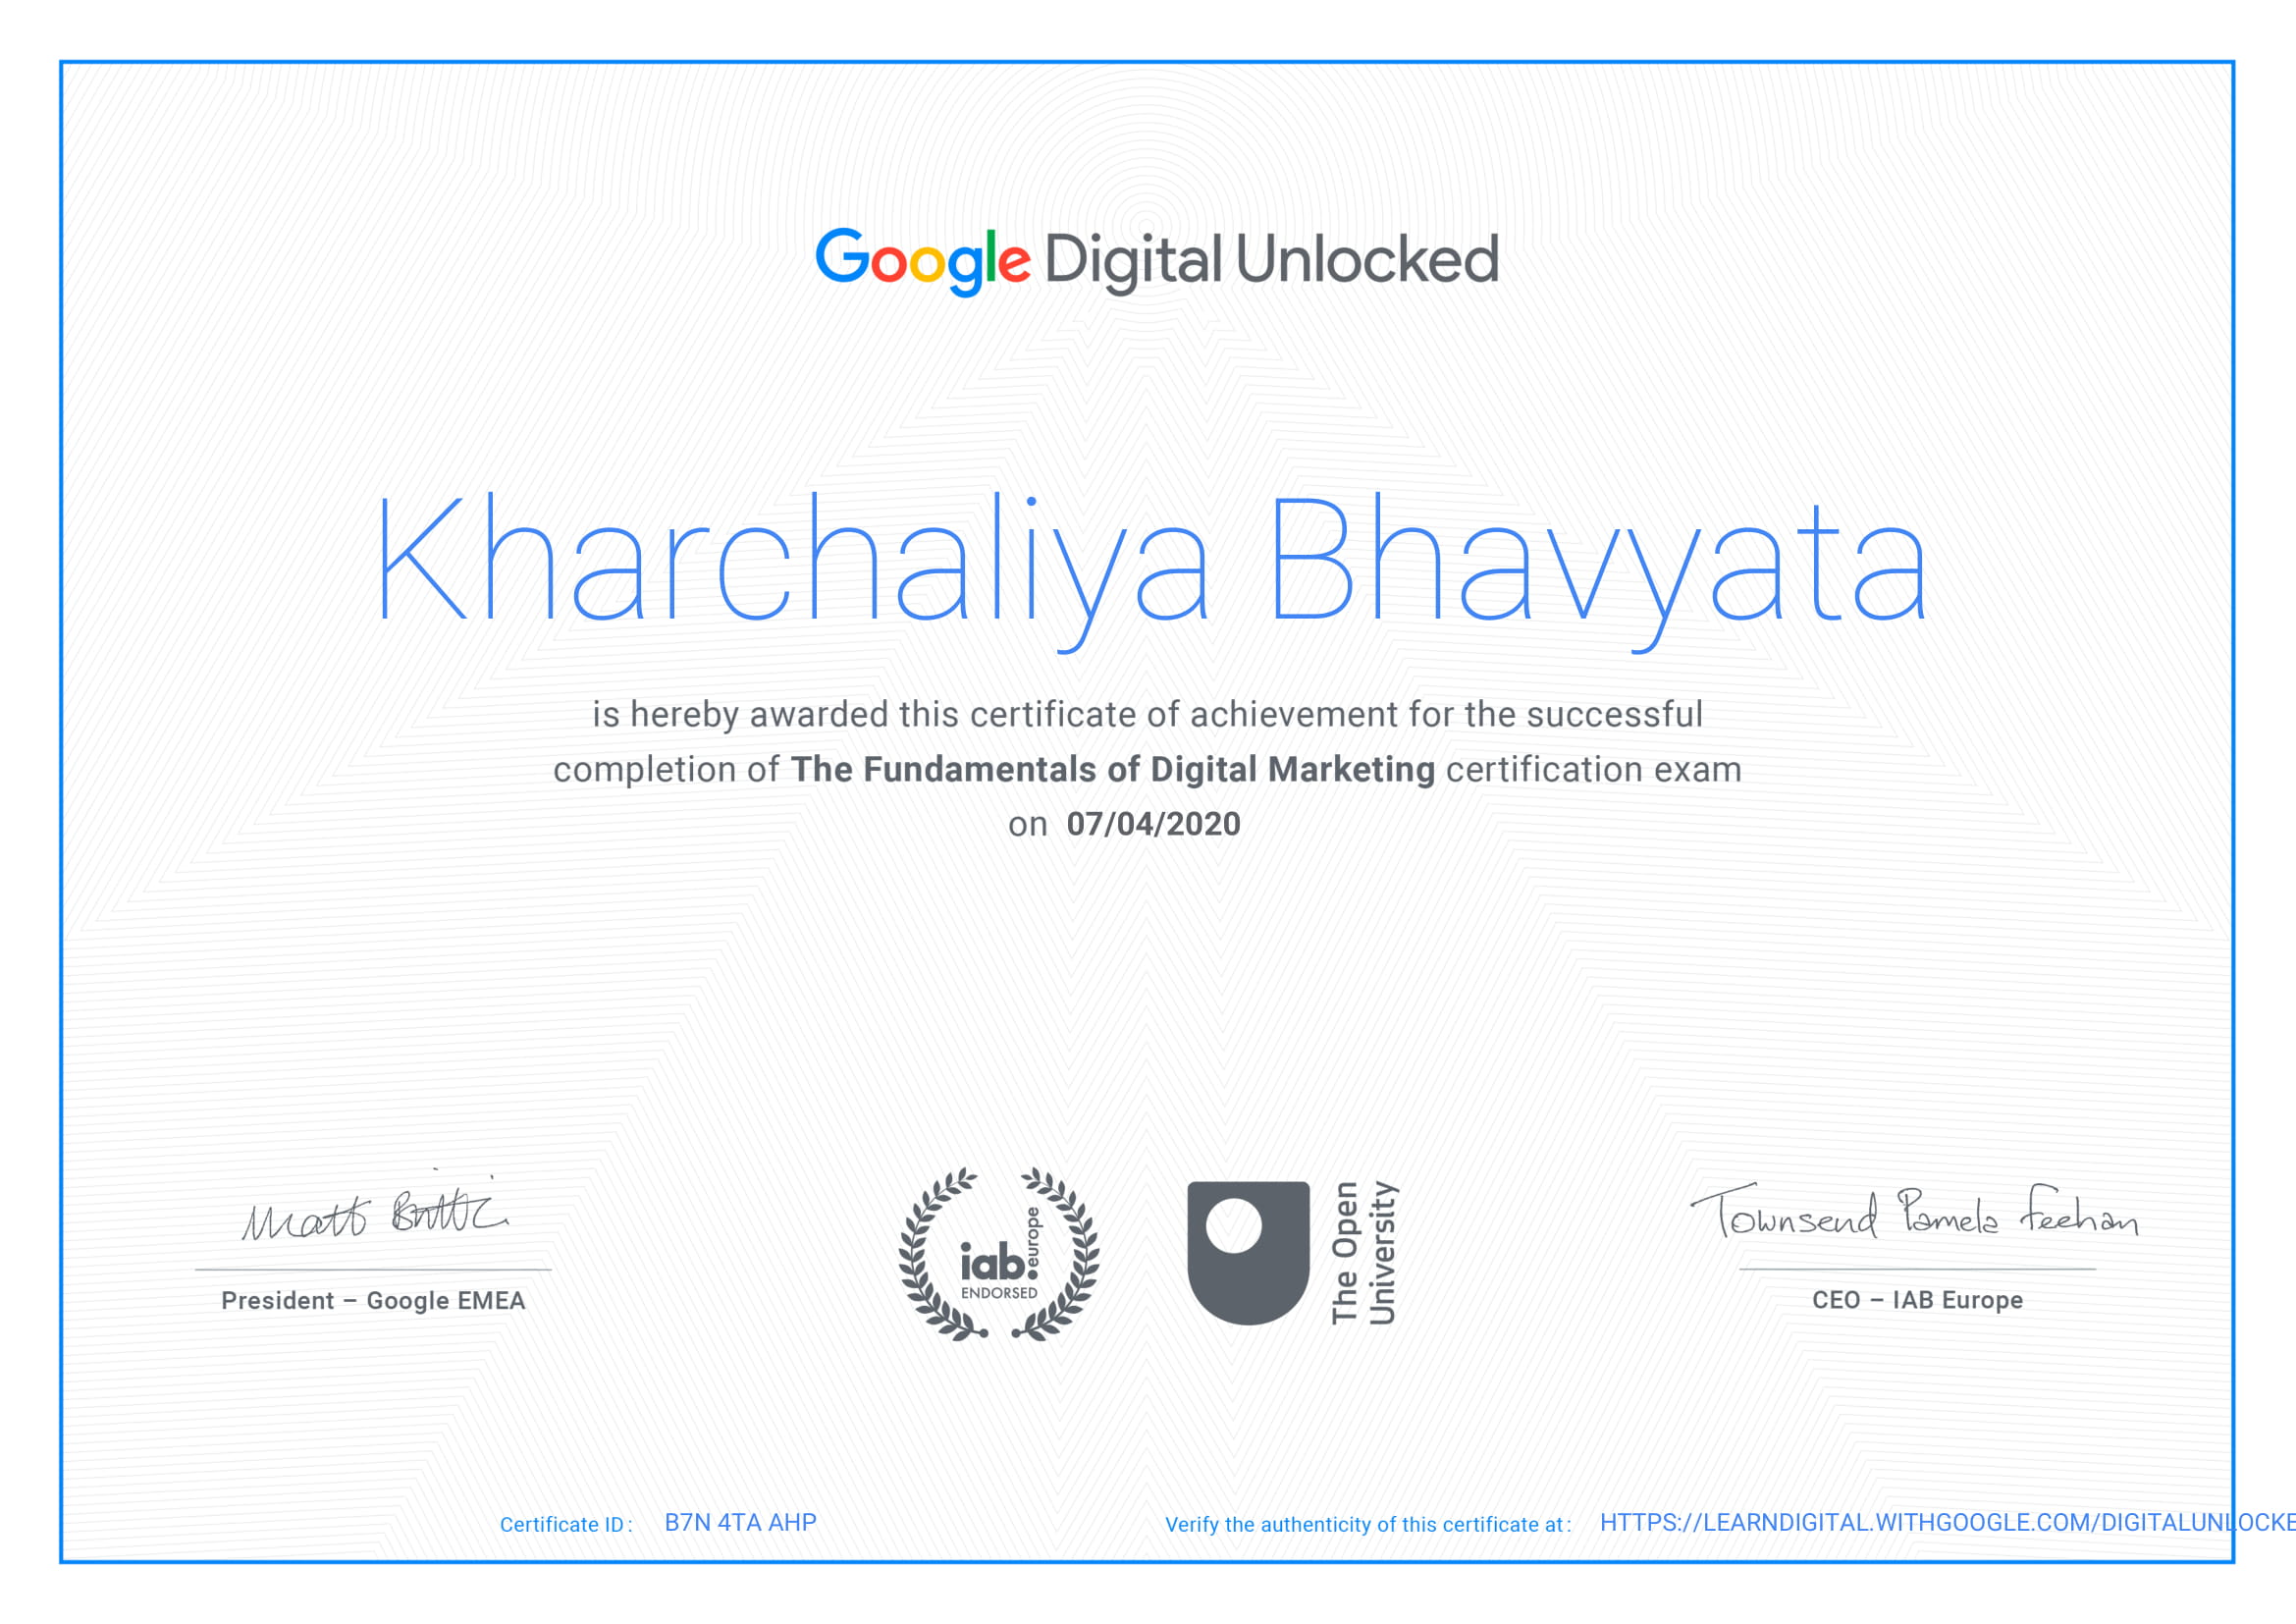 Google Digital Unlocked
Kharchaliya Bhavyata
is hereby awarded this certificate of achievement for the successful
completion of The Fundamentals of Digital Marketing certification exam
on 07/04/2020
Matt Brittin
President – Google EMEA
iab.europe
ENDORSED
The Open
University
Townsend Pamela Feehan
CEO – IAB Europe
Certificate ID : B7N 4TA AHP
Verify the authenticity of this certificate at : HTTPS://LEARNDIGITAL.WITHGOOGLE.COM/DIGITALUNLOCKE